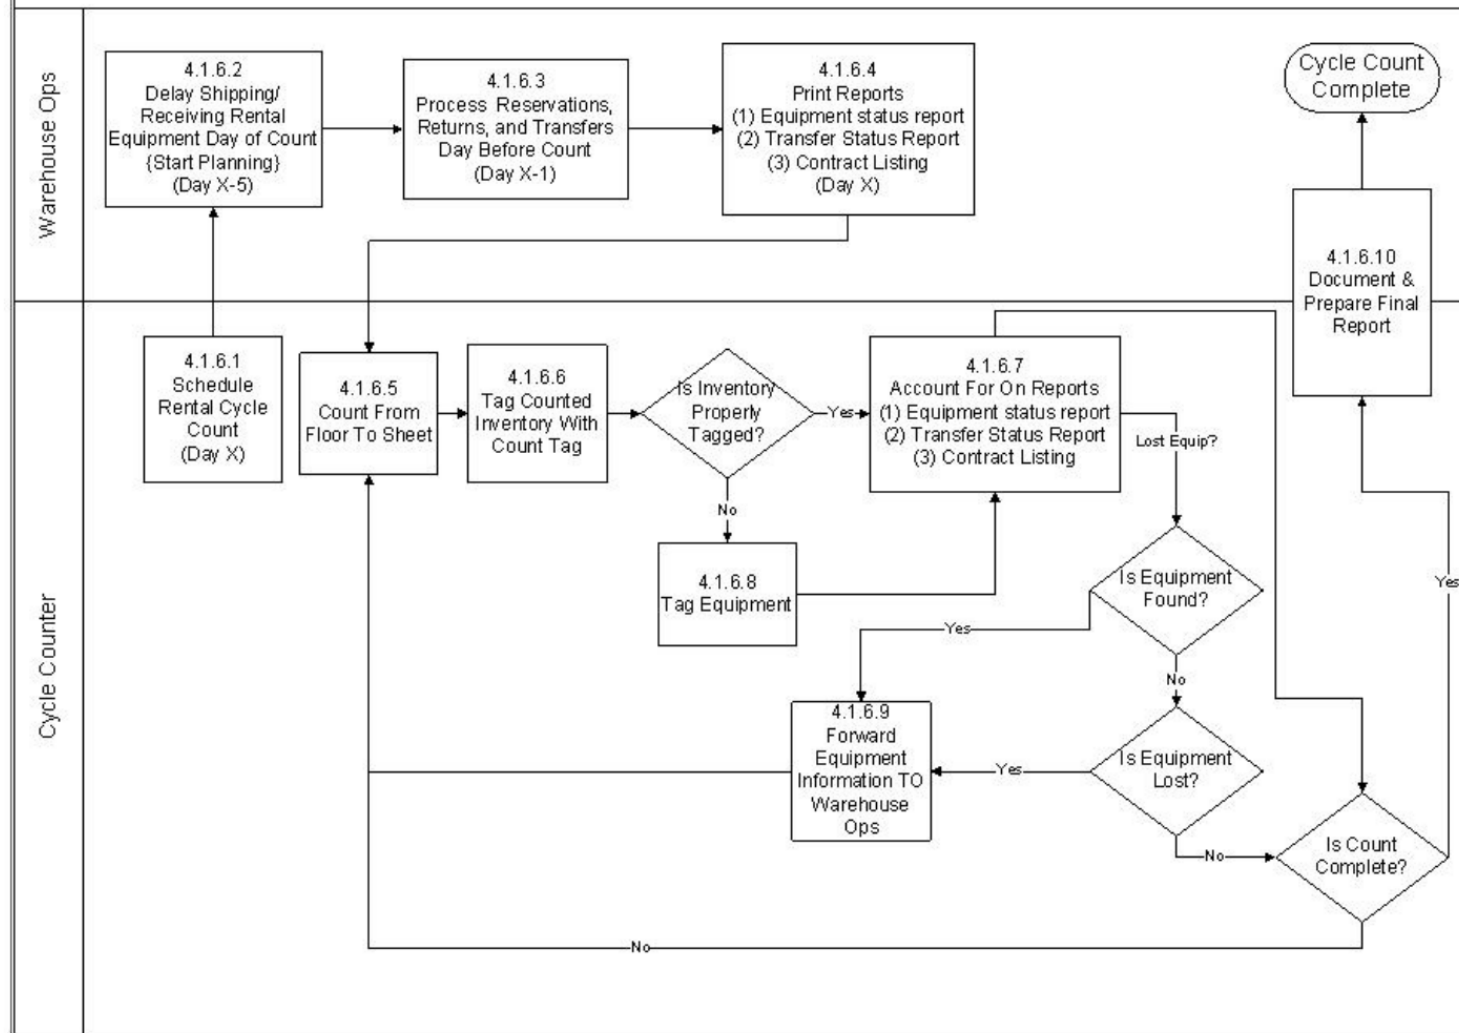 Warehouse Ops
4.1.6.2
Delay Shipping/
Receiving Rental
Equipment Day of Count
{Start Planning}
(Day X-5)
4.1.6.3
Process Reservations,
Returns, and Transfers
Day Before Count
(Day X-1)
4.1.6.4
Print Reports
(1) Equipment status report
(2) Transfer Status Report
(3) Contract Listing
(Day X)
Cycle Count
Complete
4.1.6.10
Document &
Prepare Final
Report
Cycle Counter
4.1.6.1
Schedule
Rental Cycle
Count
(Day X)
4.1.6.5
Count From
Floor To Sheet
4.1.6.6
Tag Counted
Inventory With
Count Tag
Is Inventory
Properly
Tagged?
Yes
No
4.1.6.7
Account For On Reports
(1) Equipment status report
(2) Transfer Status Report
(3) Contract Listing
Lost Equip?
4.1.6.8
Tag Equipment
Is Equipment
Found?
Yes
No
Yes
4.1.6.9
Forward
Equipment
Information TO
Warehouse
Ops
Is Equipment
Lost?
Yes
No
Is Count
Complete?
No